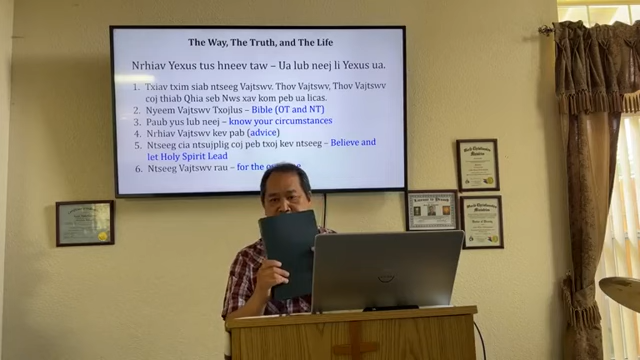 The Way, The Truth, and The Life
Nrhiav Yexus tus hneev taw – Ua lub neej li Yexus ua.
1. Txiav txim siab ntseeg Vajtswv. Thov Vajtswv, Thov Vajtswv
coj thiab Qhia seb Nws xav kom peb ua licas.
2. Nyeem Vajtswv Txojlus – Bible (OT and NT)
3. Paub yus lub neej – know your circumstances
4. Nrhiav Vajtswv kev pab (advice)
5. Ntseeg cia ntsujplig coj peb txoj kev ntseeg – Believe and
let Holy Spirit Lead
6. Ntseeg Vajtswv rau – for the